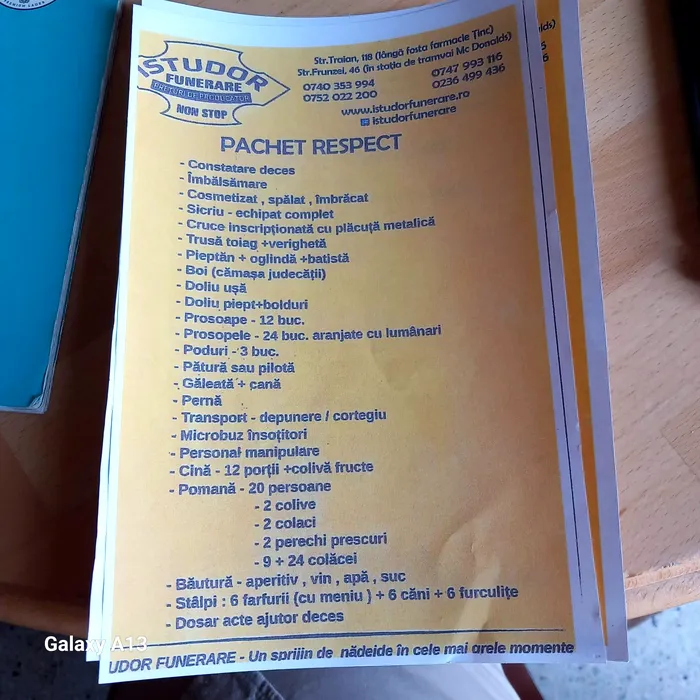 ISTUDOR
FUNERARE
PREȚURI DE PRODUCĂTOR
NON STOP
Str.Traian, 118 (lângă fosta farmacie Ținc)
Str.Frunzei, 46 (în stația de tramvai Mc Donalds)
0740 353 994
0747 993 116
0752 022 200
0236 499 436
www.istudorfunerare.ro
istudorfunerare
PACHET RESPECT
- Constatare deces
- Îmbălsămare
- Cosmetizat , spălat , îmbrăcat
- Sicriu - echipat complet
- Cruce inscripționată cu plăcuță metalică
- Trusă toiag +verighetă
- Pieptăn + oglindă +batistă
- Boi (cămașa judecății)
- Doliu ușă
- Doliu piept+bolduri
- Prosoape - 12 buc.
- Prosopele - 24 buc. aranjate cu lumânari
- Poduri - 3 buc.
- Pătură sau pilotă
- Găleată + cană
- Pernă
- Transport - depunere / cortegiu
- Microbuz însoțitori
- Personal manipulare
- Cină - 12 porții +colivă fructe
- Pomană - 20 persoane
- 2 colive
- 2 colaci
- 2 perechi prescuri
- 9 + 24 colăcei
- Băutură - aperitiv , vin , apă , suc
- Stâlpi : 6 farfurii (cu meniu ) + 6 căni + 6 furculițe
- Dosar acte ajutor deces
UDOR FUNERARE - Un sprijin de nădejde în cele mai grele momente
Galaxy A13